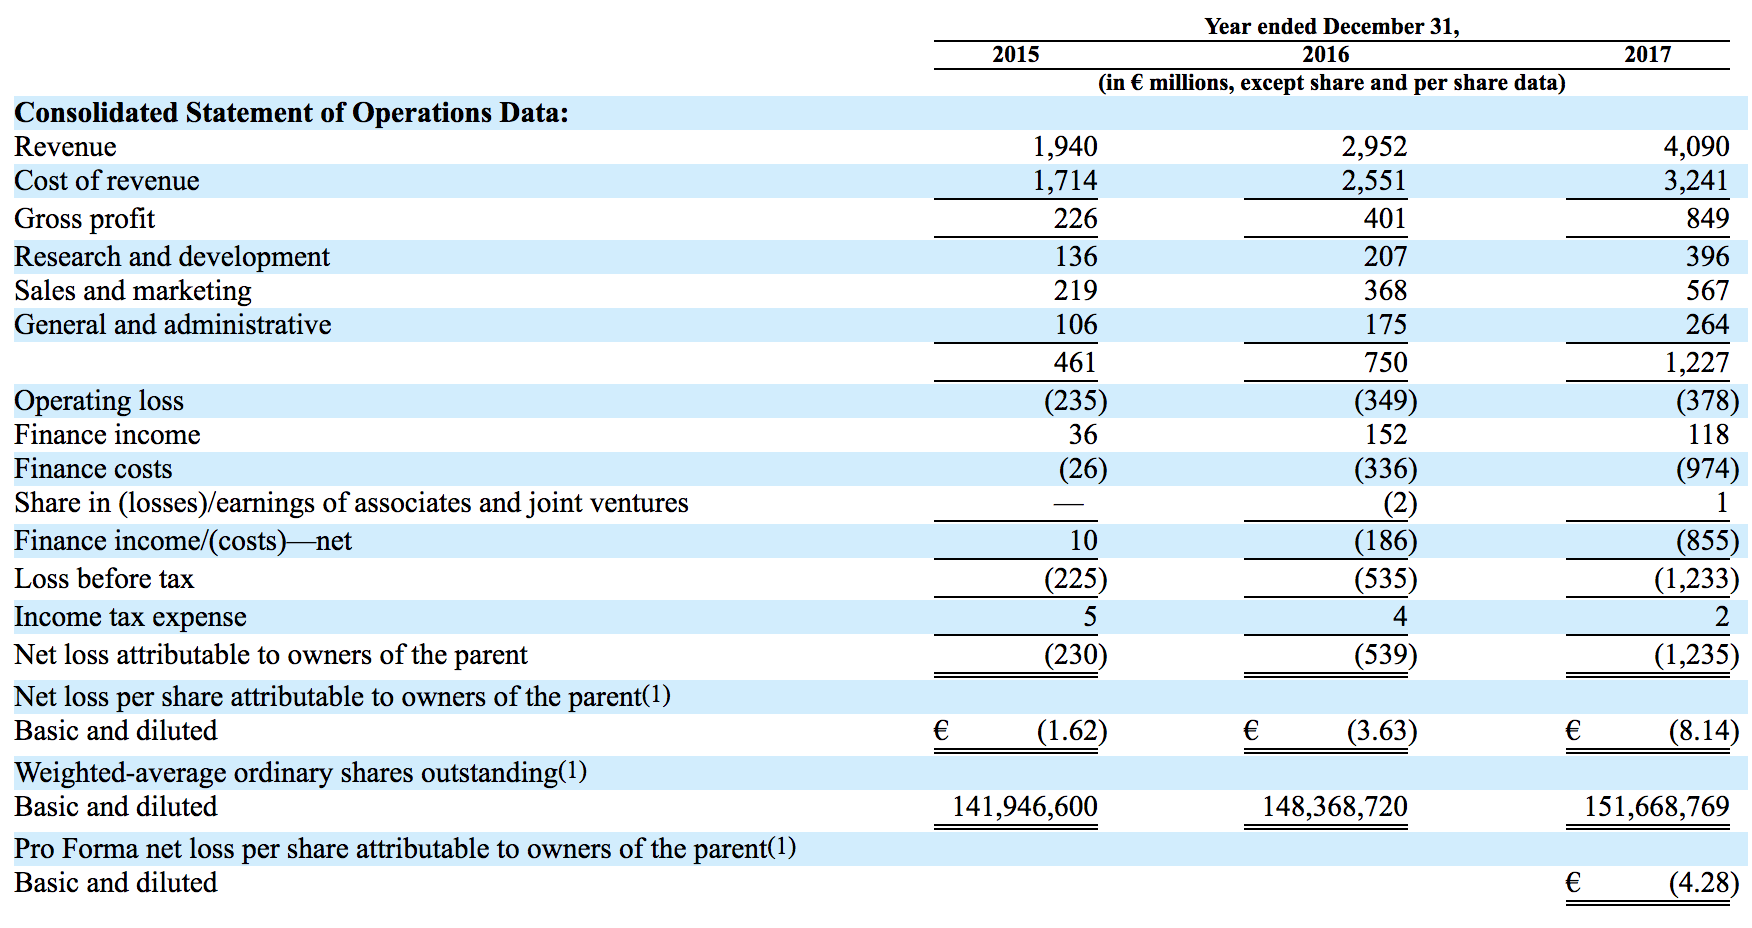 Year ended December 31,
2015 2016 2017
(in € millions, except share and per share data)
Consolidated Statement of Operations Data:
Revenue 1,940 2,952 4,090
Cost of revenue 1,714 2,551 3,241
Gross profit 226 401 849
Research and development 136 207 396
Sales and marketing 219 368 567
General and administrative 106 175 264
461 750 1,227
Operating loss (235) (349) (378)
Finance income 36 152 118
Finance costs (26) (336) (974)
Share in (losses)/earnings of associates and joint ventures — (2) 1
Finance income/(costs)—net 10 (186) (855)
Loss before tax (225) (535) (1,233)
Income tax expense 5 4 2
Net loss attributable to owners of the parent (230) (539) (1,235)
Net loss per share attributable to owners of the parent(1)
Basic and diluted € (1.62) € (3.63) € (8.14)
Weighted-average ordinary shares outstanding(1)
Basic and diluted 141,946,600 148,368,720 151,668,769
Pro Forma net loss per share attributable to owners of the parent(1)
Basic and diluted € (4.28)